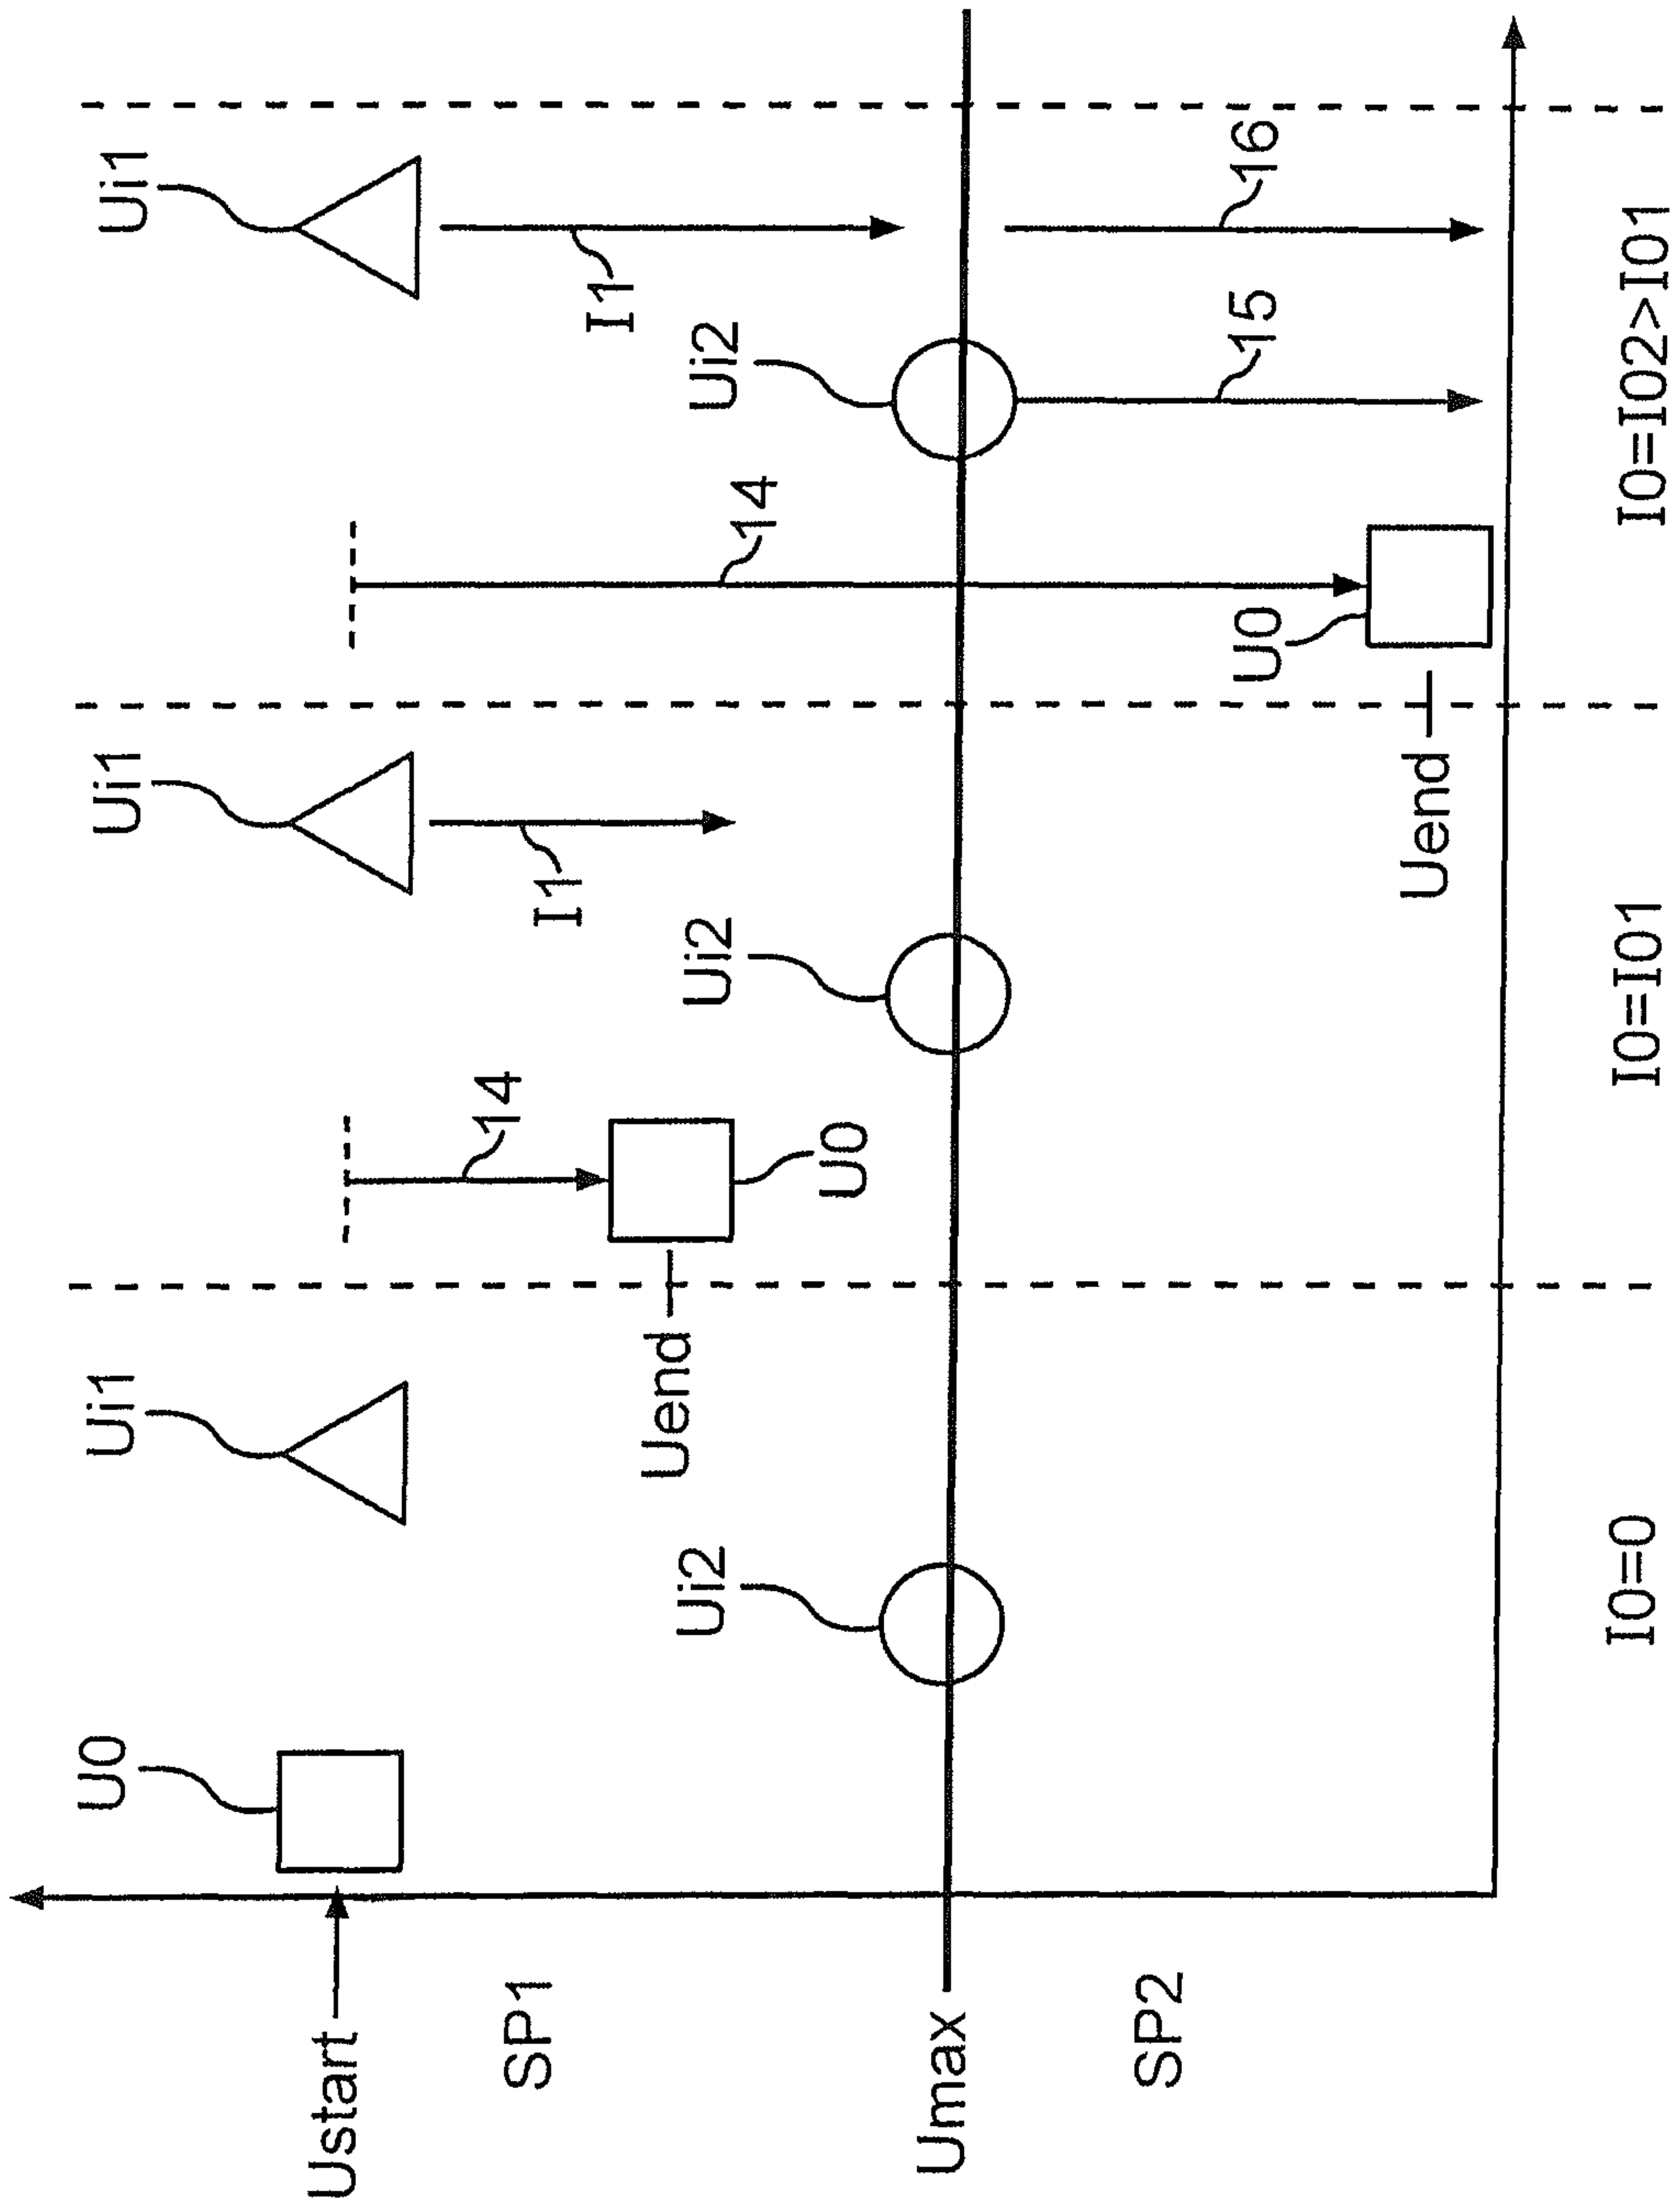 U0
Ui1
Ui1
Ui1
Ustart
SP1
14
I1
I1
Uend
Ui2
Ui2
Ui2
14
U0
Umax
SP2
U0
15
16
Uend
I0=0
I0=I01
I0=I02>I01